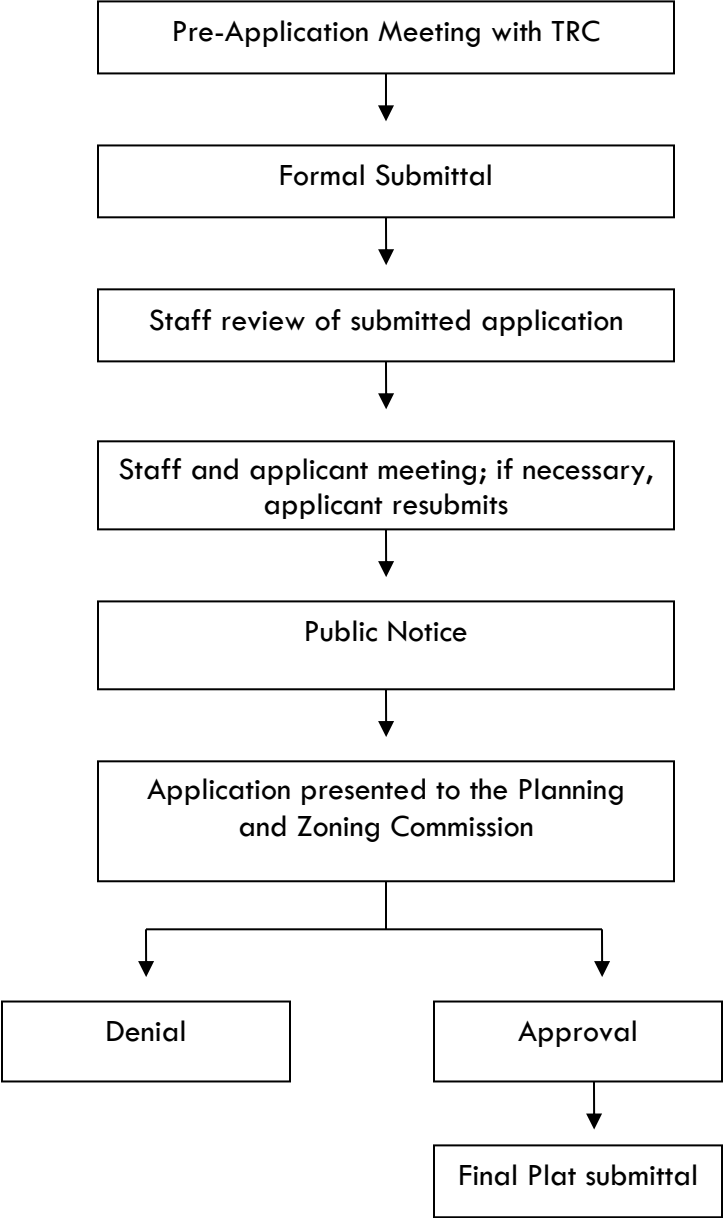 Pre-Application Meeting with TRC
Formal Submittal
Staff review of submitted application
Staff and applicant meeting; if necessary,
applicant resubmits
Public Notice
Application presented to the Planning
and Zoning Commission
Denial
Approval
Final Plat submittal